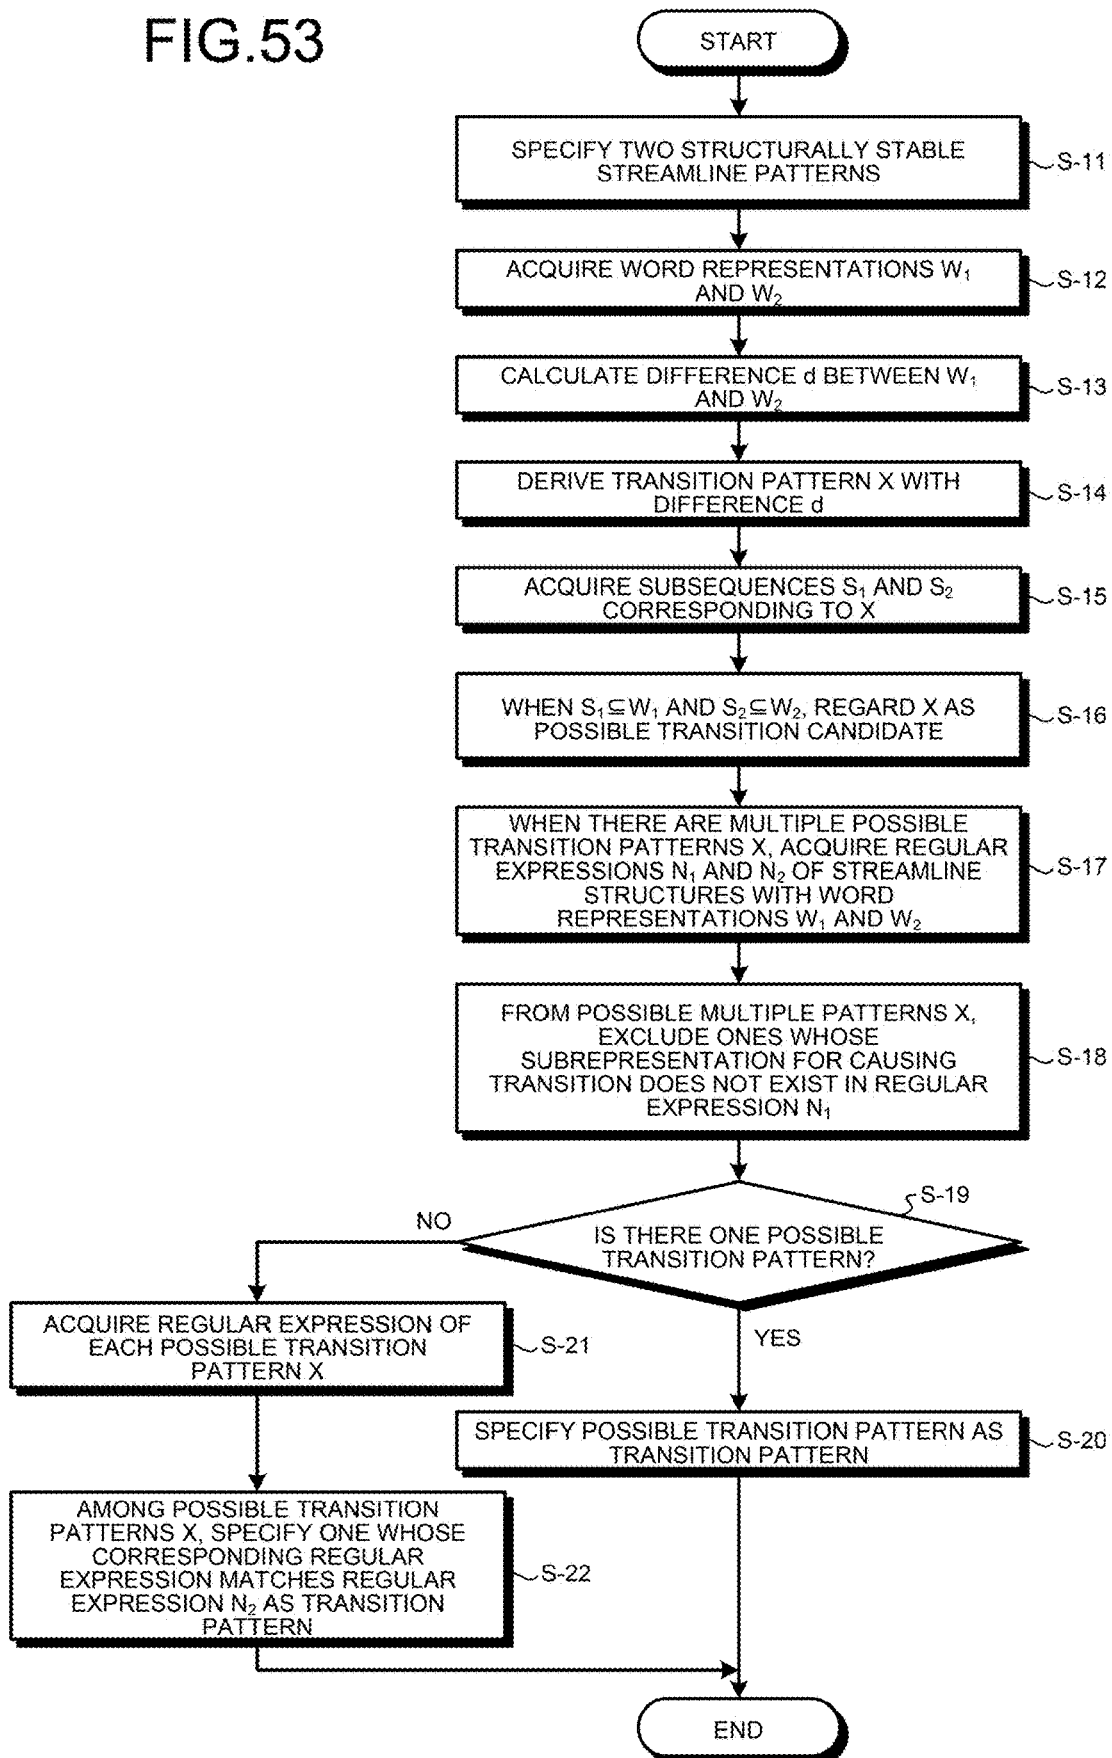 FIG.53
START
SPECIFY TWO STRUCTURALLY STABLE
STREAMLINE PATTERNS
S-11
ACQUIRE WORD REPRESENTATIONS W₁
AND W₂
S-12
CALCULATE DIFFERENCE d BETWEEN W₁
AND W₂
S-13
DERIVE TRANSITION PATTERN X WITH
DIFFERENCE d
S-14
ACQUIRE SUBSEQUENCES S₁ AND S₂
CORRESPONDING TO X
S-15
WHEN S₁⊆W₁ AND S₂⊆W₂, REGARD X AS
POSSIBLE TRANSITION CANDIDATE
S-16
WHEN THERE ARE MULTIPLE POSSIBLE
TRANSITION PATTERNS X, ACQUIRE REGULAR
EXPRESSIONS N₁ AND N₂ OF STREAMLINE
STRUCTURES WITH WORD
REPRESENTATIONS W₁ AND W₂
S-17
FROM POSSIBLE MULTIPLE PATTERNS X,
EXCLUDE ONES WHOSE
SUBREPRESENTATION FOR CAUSING
TRANSITION DOES NOT EXIST IN REGULAR
EXPRESSION N₁
S-18
S-19
IS THERE ONE POSSIBLE
TRANSITION PATTERN?
NO
YES
ACQUIRE REGULAR EXPRESSION OF
EACH POSSIBLE TRANSITION
PATTERN X
S-21
SPECIFY POSSIBLE TRANSITION PATTERN AS
TRANSITION PATTERN
S-20
AMONG POSSIBLE TRANSITION
PATTERNS X, SPECIFY ONE WHOSE
CORRESPONDING REGULAR
EXPRESSION MATCHES REGULAR
EXPRESSION N₂ AS TRANSITION
PATTERN
S-22
END